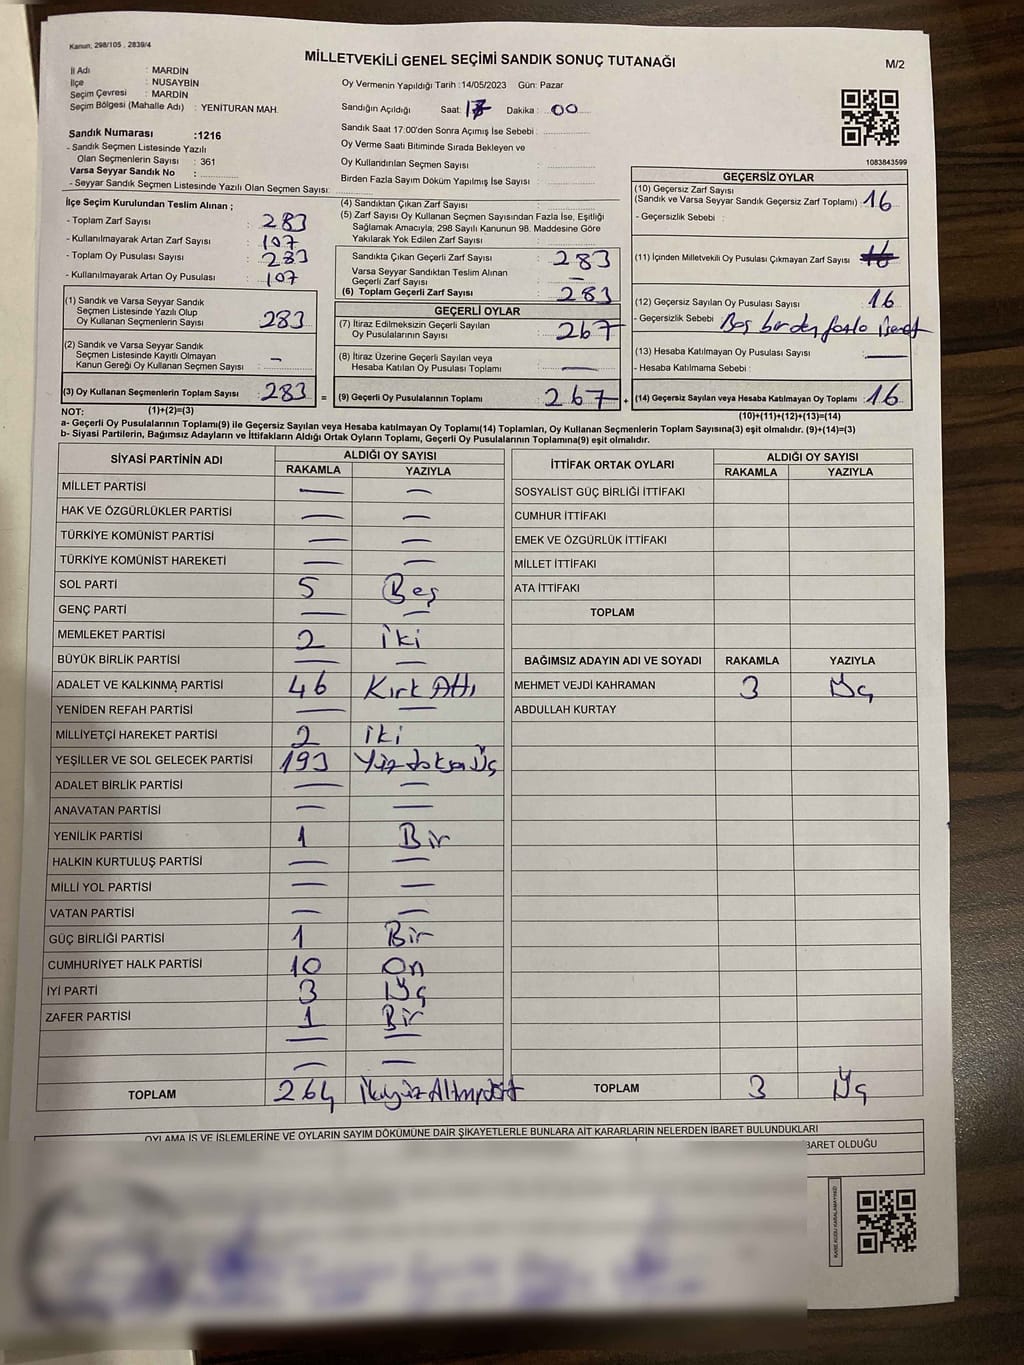 Kanun: 298/105 , 2839/4
MİLLETVEKİLİ GENEL SEÇİMİ SANDIK SONUÇ TUTANAĞI
M/2
İl Adı : MARDİN
İlçe : NUSAYBİN
Seçim Çevresi : MARDİN
Seçim Bölgesi (Mahalle Adı) : YENİTURAN MAH.
Sandık Numarası :1216
- Sandık Seçmen Listesinde Yazılı
Olan Seçmenlerin Sayısı : 361
Varsa Seyyar Sandık No :
- Seyyar Sandık Seçmen Listesinde Yazılı Olan Seçmen Sayısı:
Oy Vermenin Yapıldığı Tarih :14/05/2023 Gün: Pazar
Sandığın Açıldığı Saat: 17 Dakika : 00
Sandık Saat 17:00'den Sonra Açımış İse Sebebi :
Oy Verme Saati Bitiminde Sırada Bekleyen ve
Oy Kullandırılan Seçmen Sayısı :
Birden Fazla Sayım Döküm Yapılmış İse Sayısı :
1083843599
İlçe Seçim Kurulundan Teslim Alınan ;
- Toplam Zarf Sayısı : 283
- Kullanılmayarak Artan Zarf Sayısı : 107
- Toplam Oy Pusulası Sayısı : 283
- Kullanılmayarak Artan Oy Pusulası : 107
(1) Sandık ve Varsa Seyyar Sandık
Seçmen Listesinde Yazılı Olup
Oy Kullanan Seçmenlerin Sayısı : 283
(2) Sandık ve Varsa Seyyar Sandık
Seçmen Listesinde Kayıtlı Olmayan
Kanun Gereği Oy Kullanan Seçmen Sayısı : —
(3) Oy Kullanan Seçmenlerin Toplam Sayısı : 283 =
(4) Sandıktan Çıkan Zarf Sayısı :
(5) Zarf Sayısı Oy Kullanan Seçmen Sayısından Fazla İse, Eşitliği
Sağlamak Amacıyla, 298 Sayılı Kanunun 98. Maddesine Göre
Yakılarak Yok Edilen Zarf Sayısı :
Sandıkta Çıkan Geçerli Zarf Sayısı : 283
Varsa Seyyar Sandıktan Teslim Alınan
Geçerli Zarf Sayısı : —
(6) Toplam Geçerli Zarf Sayısı : 283
GEÇERLİ OYLAR
(7) İtiraz Edilmeksizin Geçerli Sayılan
Oy Pusulalarının Sayısı : 267
(8) İtiraz Üzerine Geçerli Sayılan veya
Hesaba Katılan Oy Pusulası Toplamı : —
(9) Geçerli Oy Pusulalarının Toplamı : 267 +
GEÇERSİZ OYLAR
(10) Geçersiz Zarf Sayısı
(Sandık ve Varsa Seyyar Sandık Geçersiz Zarf Toplamı) : 16
- Geçersizlik Sebebi :
(11) İçinden Milletvekili Oy Pusulası Çıkmayan Zarf Sayısı : 16
(12) Geçersiz Sayılan Oy Pusulası Sayısı : 16
- Geçersizlik Sebebi : Boş birden fazla
(13) Hesaba Katılmayan Oy Pusulası Sayısı : —
- Hesaba Katılmama Sebebi :
(14) Geçersiz Sayılan veya Hesaba Katılmayan Oy Toplamı : 16
NOT: (1)+(2)=(3)
(10)+(11)+(12)+(13)=(14)
a- Geçerli Oy Pusulaları Toplamı(9) ile Geçersiz Sayılan veya Hesaba katılmayan Oy Toplamı(14) Toplamları, Oy Kullanan Seçmenlerin Toplam Sayısına(3) eşit olmalıdır. (9)+(14)=(3)
b- Siyasi Partilerin, Bağımsız Adayların ve İttifakların Aldığı Ortak Oyların Toplamı, Geçerli Oy Pusulalarının Toplamına(9) eşit olmalıdır.
SİYASİ PARTİNİN ADI ALDIĞI OY SAYISI
RAKAMLA YAZIYLA
MİLLET PARTİSİ — —
HAK VE ÖZGÜRLÜKLER PARTİSİ — —
TÜRKİYE KOMÜNİST PARTİSİ — —
TÜRKİYE KOMÜNİST HAREKETİ — —
SOL PARTİ 5 Beş
GENÇ PARTİ — —
MEMLEKET PARTİSİ 2 iki
BÜYÜK BİRLİK PARTİSİ — —
ADALET VE KALKINMA PARTİSİ 46 Kırk Altı
YENİDEN REFAH PARTİSİ — —
MİLLİYETÇİ HAREKET PARTİSİ 2 iki
YEŞİLLER VE SOL GELECEK PARTİSİ 193 Yüz doksan Üç
ADALET BİRLİK PARTİSİ — —
ANAVATAN PARTİSİ — —
YENİLİK PARTİSİ 1 Bir
HALKIN KURTULUŞ PARTİSİ — —
MİLLİ YOL PARTİSİ — —
VATAN PARTİSİ — —
GÜÇ BİRLİĞİ PARTİSİ 1 Bir
CUMHURİYET HALK PARTİSİ 10 On
İYİ PARTİ 3 Üç
ZAFER PARTİSİ 1 Bir
— —
— —
TOPLAM 264 ikiyüz Altmışdört
İTTİFAK ORTAK OYLARI ALDIĞI OY SAYISI
RAKAMLA YAZIYLA
SOSYALİST GÜÇ BİRLİĞİ İTTİFAKI
CUMHUR İTTİFAKI
EMEK VE ÖZGÜRLÜK İTTİFAKI
MİLLET İTTİFAKI
ATA İTTİFAKI
TOPLAM
BAĞIMSIZ ADAYIN ADI VE SOYADI RAKAMLA YAZIYLA
MEHMET VEJDİ KAHRAMAN 3 Üç
ABDULLAH KURTAY
TOPLAM 3 Üç
OYLAMA İŞ VE İŞLEMLERİNE VE OYLARIN SAYIM DÖKÜMÜNE DAİR ŞİKAYETLERLE BUNLARA AİT KARARLARIN NELERDEN İBARET BULUNDUKLARI
BARET OLDUĞU